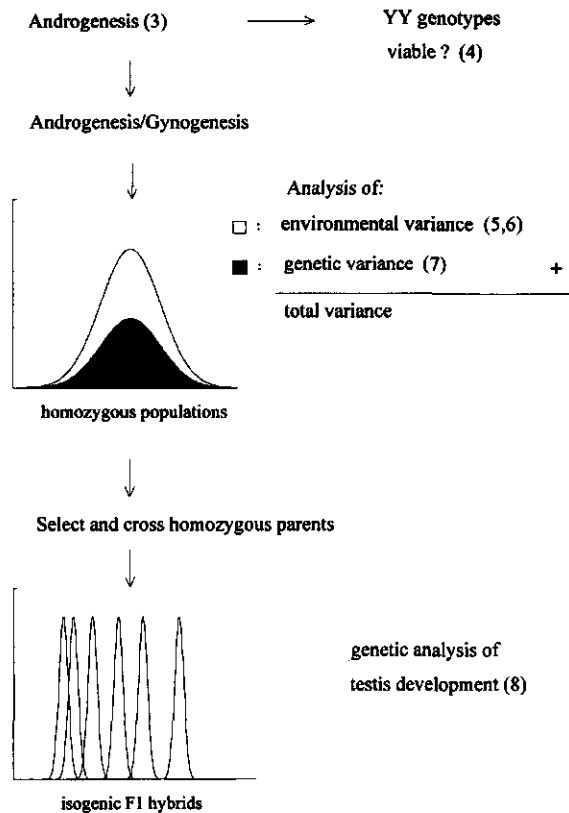 Androgenesis (3)
YY genotypes
viable ? (4)
Androgenesis/Gynogenesis
Analysis of:
: environmental variance (5,6)
: genetic variance (7) +
total variance
homozygous populations
Select and cross homozygous parents
genetic analysis of
testis development (8)
isogenic F1 hybrids